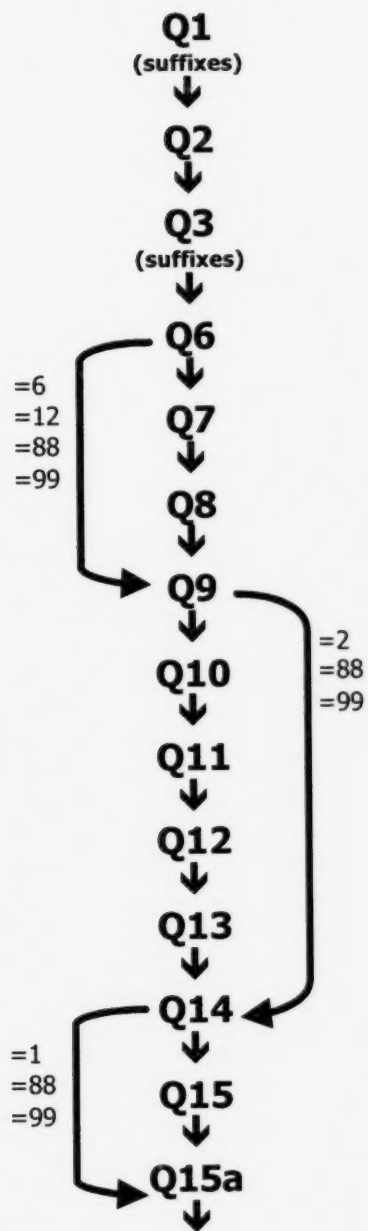 Q1
(suffixes)
Q2
Q3
(suffixes)
Q6
=6
=12
=88
=99
Q7
Q8
Q9
=2
=88
=99
Q10
Q11
Q12
Q13
Q14
=1
=88
=99
Q15
Q15a